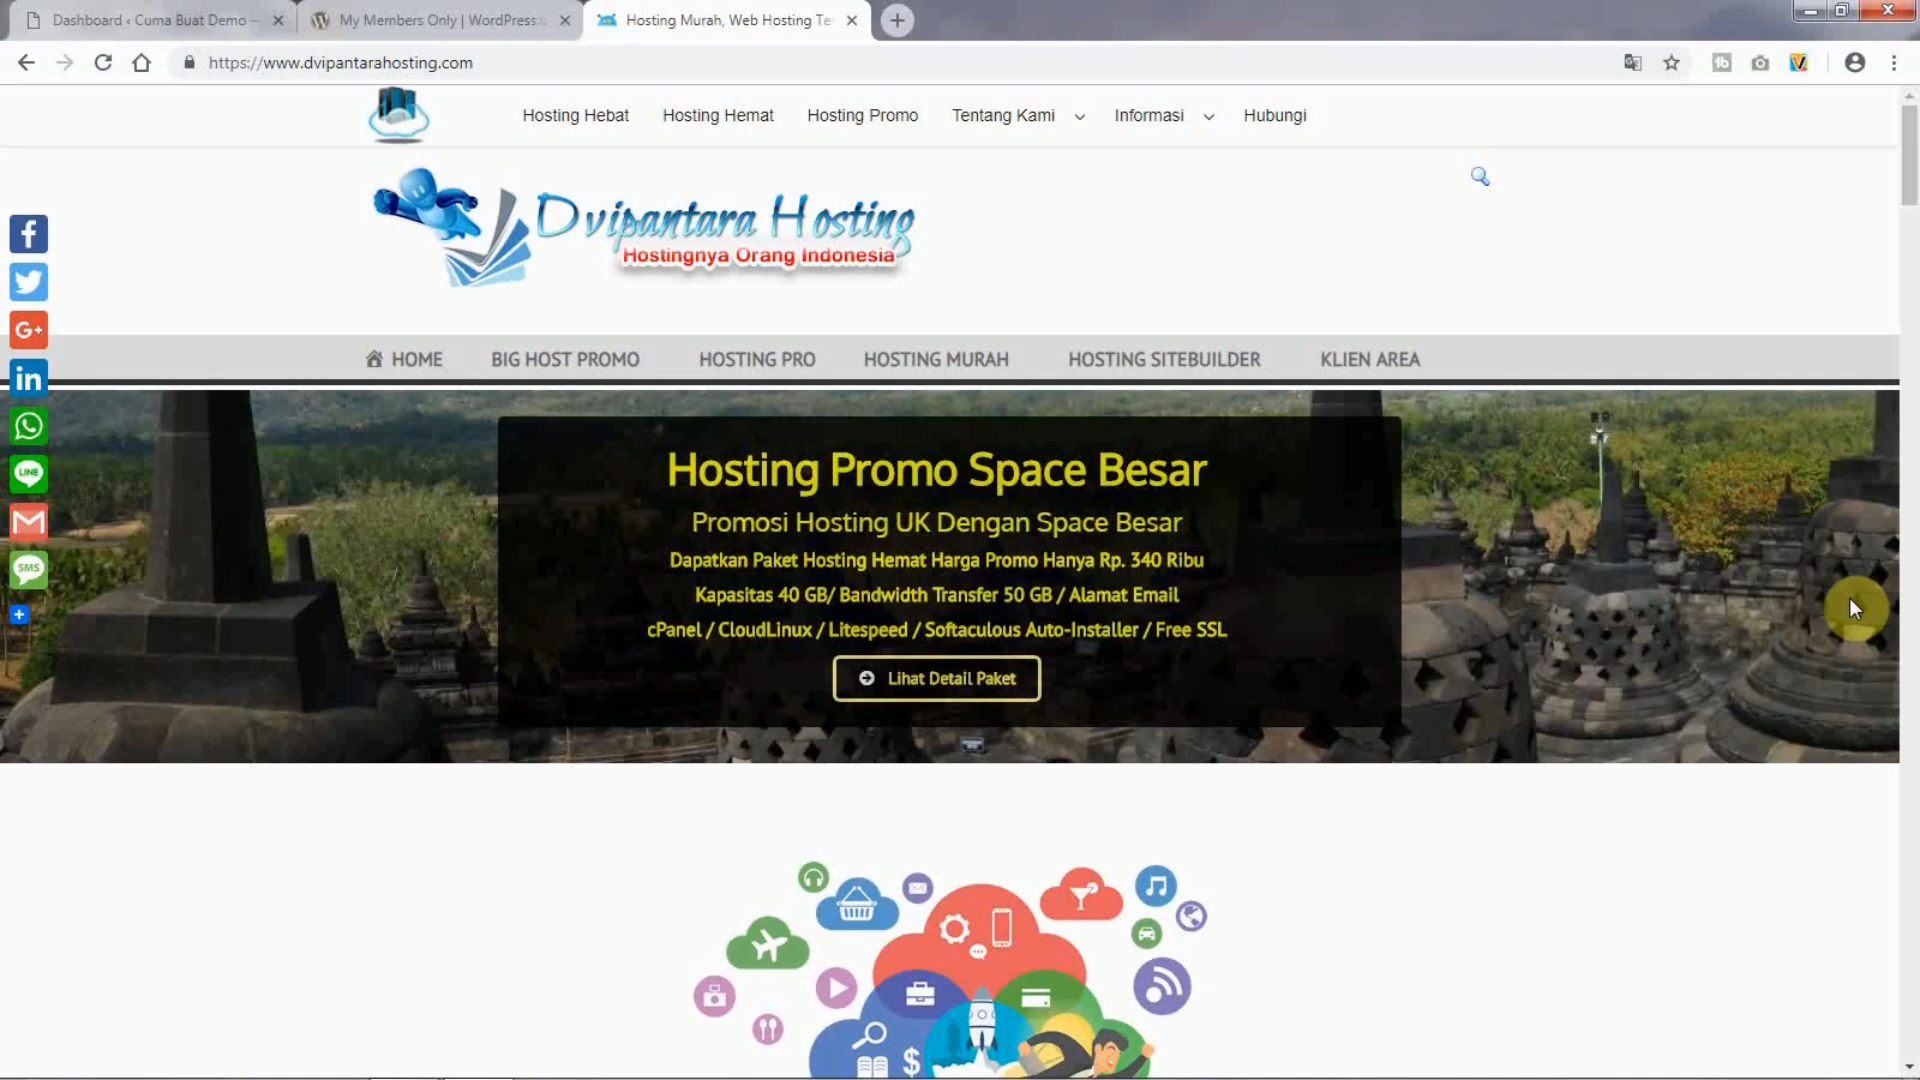 Dashboard ‹ Cuma Buat Demo —
My Members Only | WordPress.o
Hosting Murah, Web Hosting Te
https://www.dvipantarahosting.com
Hosting Hebat
Hosting Hemat
Hosting Promo
Tentang Kami
Informasi
Hubungi
Dvipantara Hosting
Hostingnya Orang Indonesia
HOME
BIG HOST PROMO
HOSTING PRO
HOSTING MURAH
HOSTING SITEBUILDER
KLIEN AREA
G+
in
LINE
SMS
Hosting Promo Space Besar
Promosi Hosting UK Dengan Space Besar
Dapatkan Paket Hosting Hemat Harga Promo Hanya Rp. 340 Ribu
Kapasitas 40 GB/ Bandwidth Transfer 50 GB / Alamat Email
cPanel / CloudLinux / Litespeed / Softaculous Auto-Installer / Free SSL
Lihat Detail Paket
$